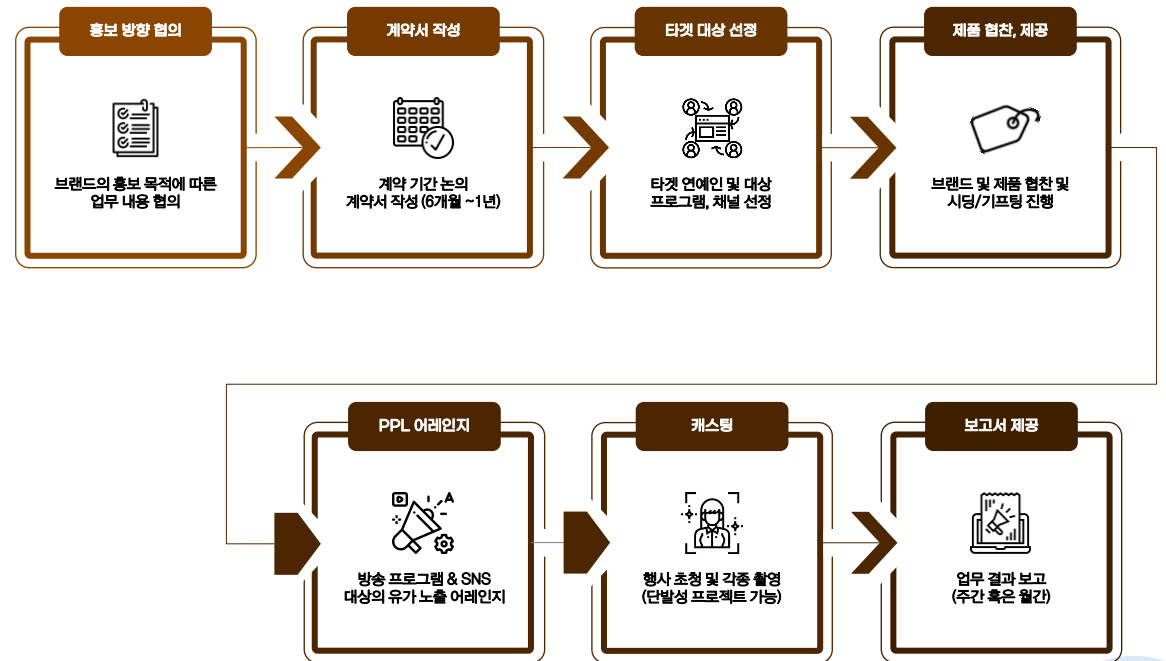 홍보 방향 협의
브랜드의 홍보 목적에 따른
업무 내용 협의
계약서 작성
계약 기간 논의
계약서 작성 (6개월 ~1년)
타겟 대상 선정
타겟 연예인 및 대상
프로그램, 채널 선정
제품 협찬, 제공
브랜드 및 제품 협찬 및
시딩/기프팅 진행
PPL 어레인지
방송 프로그램 & SNS
대상의 유가 노출 어레인지
캐스팅
행사 초청 및 각종 촬영
(단발성 프로젝트 가능)
보고서 제공
업무 결과 보고
(주간 혹은 월간)